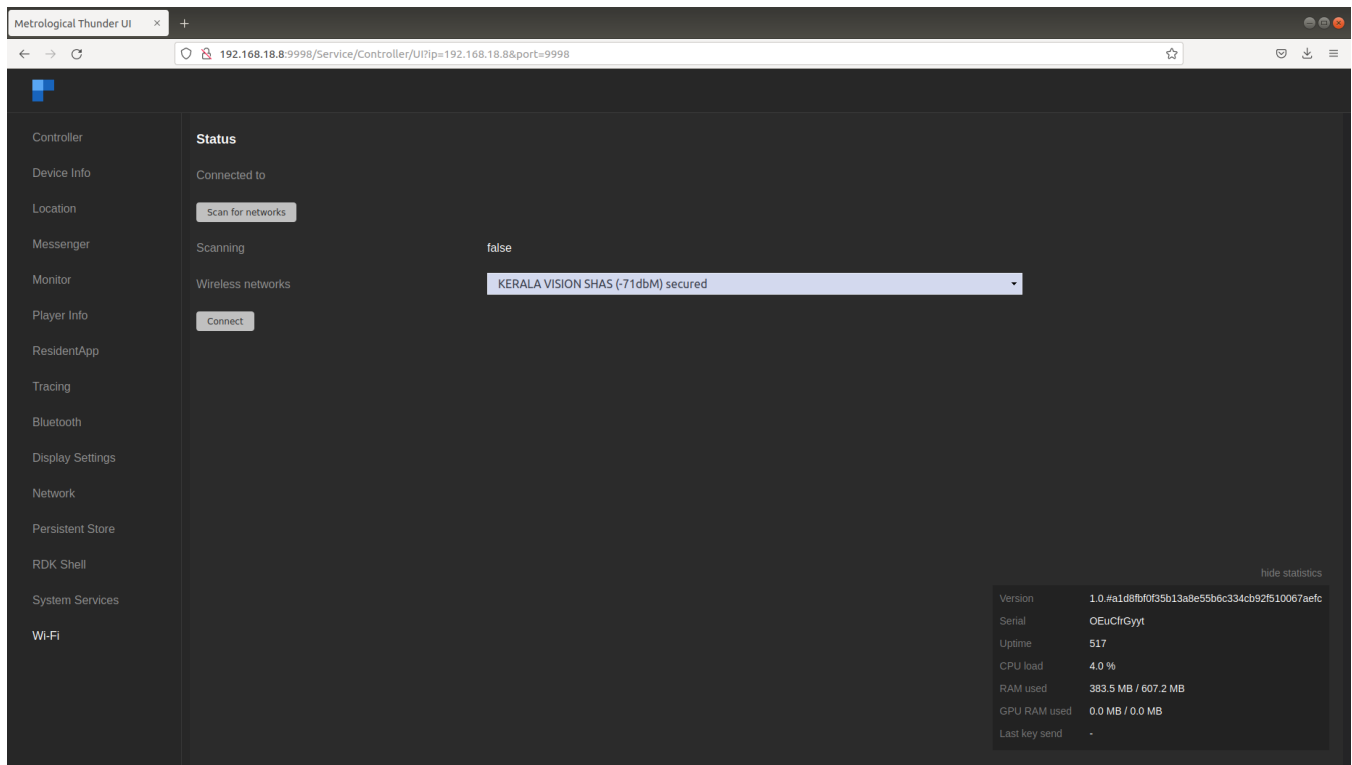 Metrological Thunder UI
192.168.18.8:9998/Service/Controller/UI?ip=192.168.18.8&port=9998
Controller
Device Info
Location
Messenger
Monitor
Player Info
ResidentApp
Tracing
Bluetooth
Display Settings
Network
Persistent Store
RDK Shell
System Services
Wi-Fi
Status
Connected to
Scan for networks
Scanning false
Wireless networks KERALA VISION SHAS (-71dbM) secured
Connect
hide statistics
Version 1.0.#a1d8fbf0f35b13a8e55b6c334cb92f510067aefc
Serial OEuCfrGyyt
Uptime 517
CPU load 4.0 %
RAM used 383.5 MB / 607.2 MB
GPU RAM used 0.0 MB / 0.0 MB
Last key send -